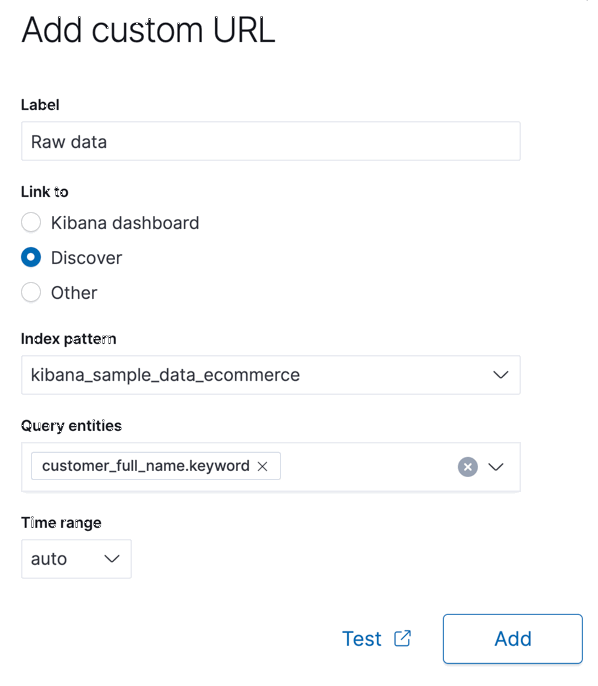 Add custom URL
Label
Raw data
Link to
Kibana dashboard
Discover
Other
Index pattern
kibana_sample_data_ecommerce
Query entities
customer_full_name.keyword
Time range
auto
Test
Add